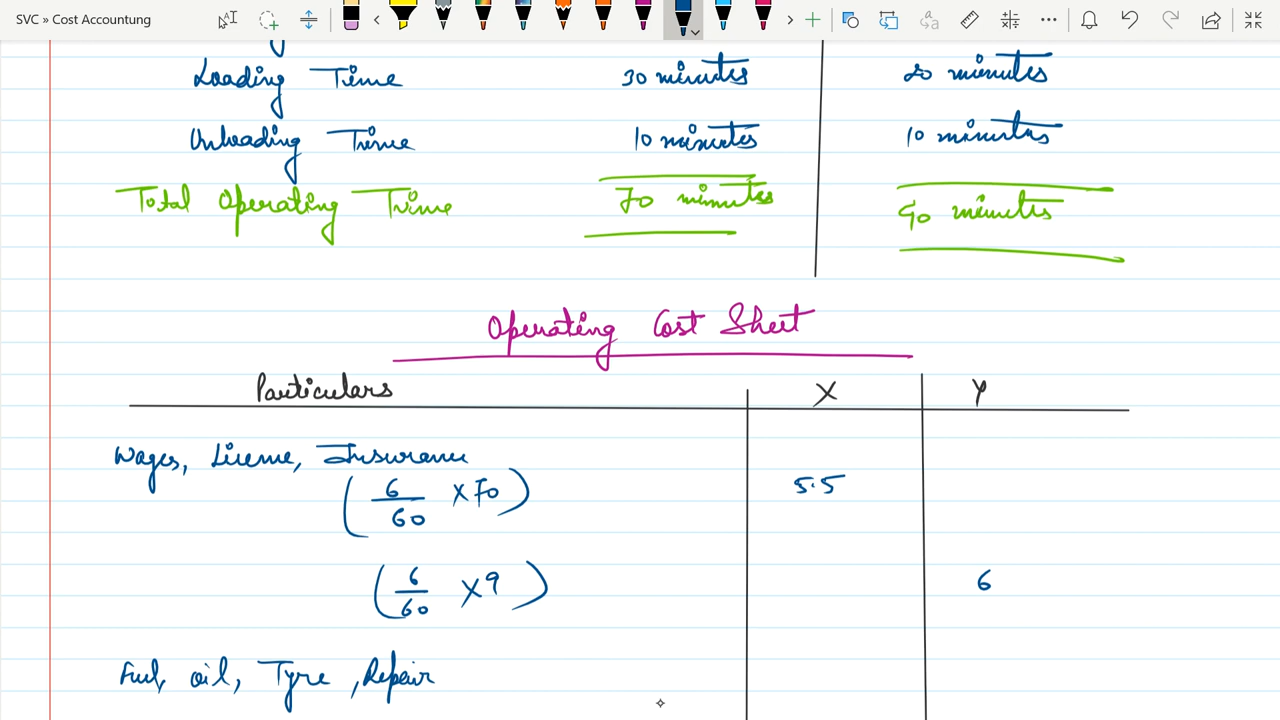 SVC » Cost Accountung
Loading Time 30 minutes 20 minutes
Unloading Time 10 minutes 10 minutes
Total Operating Time 70 minutes 90 minutes
Operating Cost Sheet
Particulars X Y
Wages, License, Insurance
(6/60 × 70) 5.5
(6/60 × 9) 6
Fuel, oil, Tyre, Repair